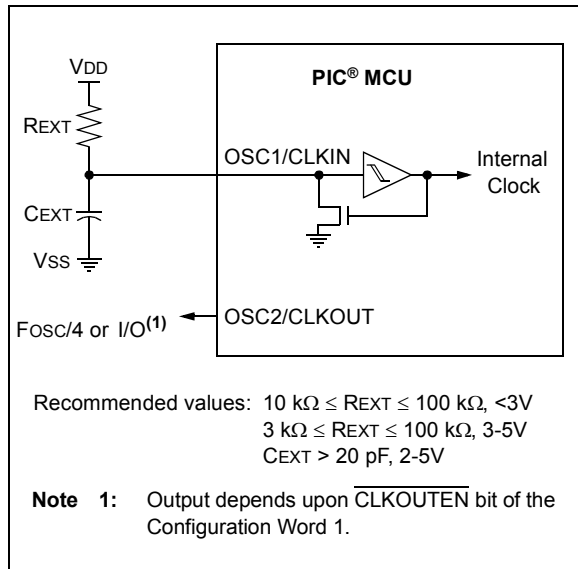 VDD
PIC® MCU
REXT
OSC1/CLKIN
Internal
Clock
CEXT
VSS
OSC2/CLKOUT
FOSC/4 or I/O(1)
Recommended values: 10 kΩ ≤ REXT ≤ 100 kΩ, <3V
3 kΩ ≤ REXT ≤ 100 kΩ, 3-5V
CEXT > 20 pF, 2-5V
Note 1: Output depends upon CLKOUTEN bit of the
Configuration Word 1.